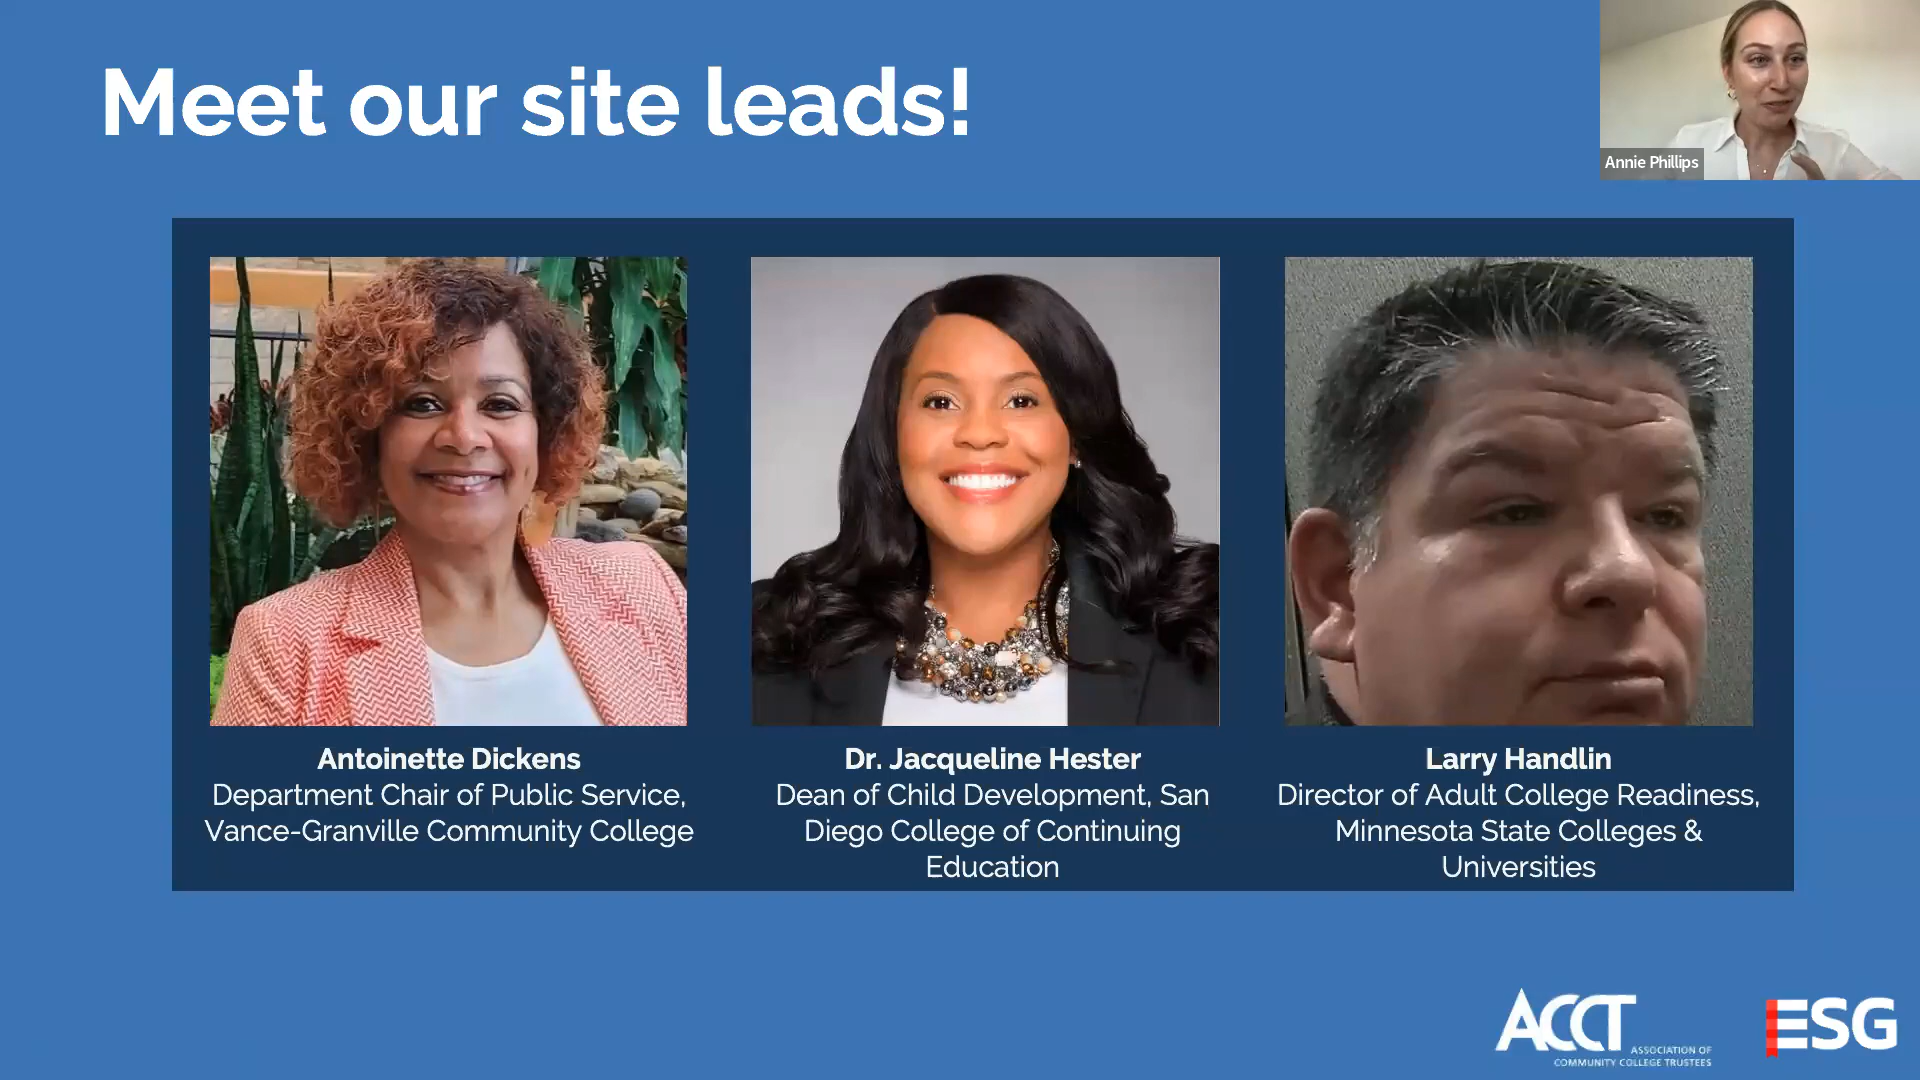 Meet our site leads!
Annie Phillips
Antoinette Dickens
Department Chair of Public Service,
Vance-Granville Community College
Dr. Jacqueline Hester
Dean of Child Development, San
Diego College of Continuing
Education
Larry Handlin
Director of Adult College Readiness,
Minnesota State Colleges &
Universities
ACCT
ASSOCIATION OF
COMMUNITY COLLEGE TRUSTEES
ESG